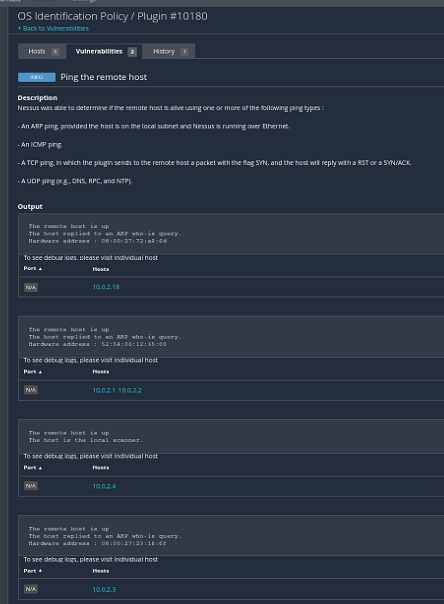 OS Identification Policy / Plugin #10180
‹ Back to Vulnerabilities
Hosts 5 Vulnerabilities 2 History 1
INFO Ping the remote host
Description
Nessus was able to determine if the remote host is alive using one or more of the following ping types :
- An ARP ping, provided the host is on the local subnet and Nessus is running over Ethernet.
- An ICMP ping.
- A TCP ping, in which the plugin sends to the remote host a packet with the flag SYN, and the host will reply with a RST or a SYN/ACK.
- A UDP ping (e.g., DNS, RPC, and NTP).
Output
The remote host is up
The host replied to an ARP who-is query.
Hardware address : 08:00:27:72:a9:6d
To see debug logs, please visit individual host
Port ▲ Hosts
N/A 10.0.2.18
The remote host is up
The host replied to an ARP who-is query.
Hardware address : 52:54:00:12:35:00
To see debug logs, please visit individual host
Port ▲ Hosts
N/A 10.0.2.1 10.0.2.2
The remote host is up
The host is the local scanner.
To see debug logs, please visit individual host
Port ▲ Hosts
N/A 10.0.2.4
The remote host is up
The host replied to an ARP who-is query.
Hardware address :
To see debug logs, please visit individual host
Port ▲ Hosts
N/A 10.0.2.3